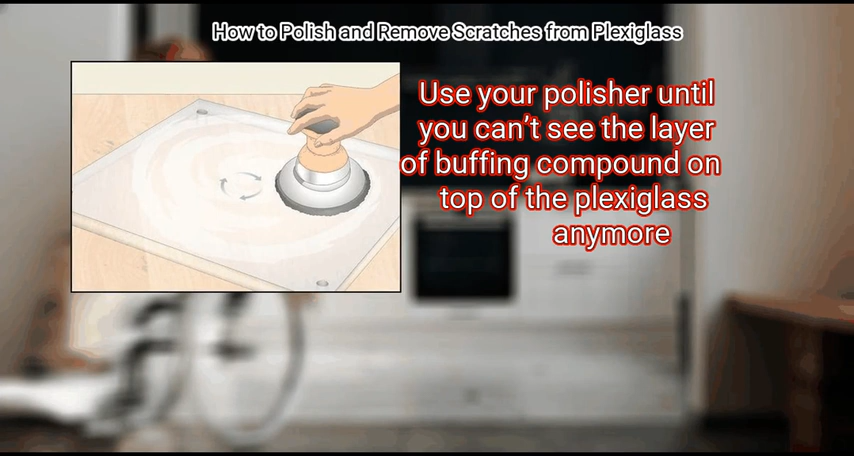 How to Polish and Remove Scratches from Plexiglass
Use your polisher until
you can’t see the layer
of buffing compound on
top of the plexiglass
anymore